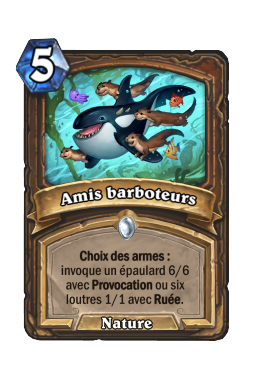 5
Amis barboteurs
Choix des armes :
invoque un épaulard 6/6
avec Provocation ou six
loutres 1/1 avec Ruée.
Nature